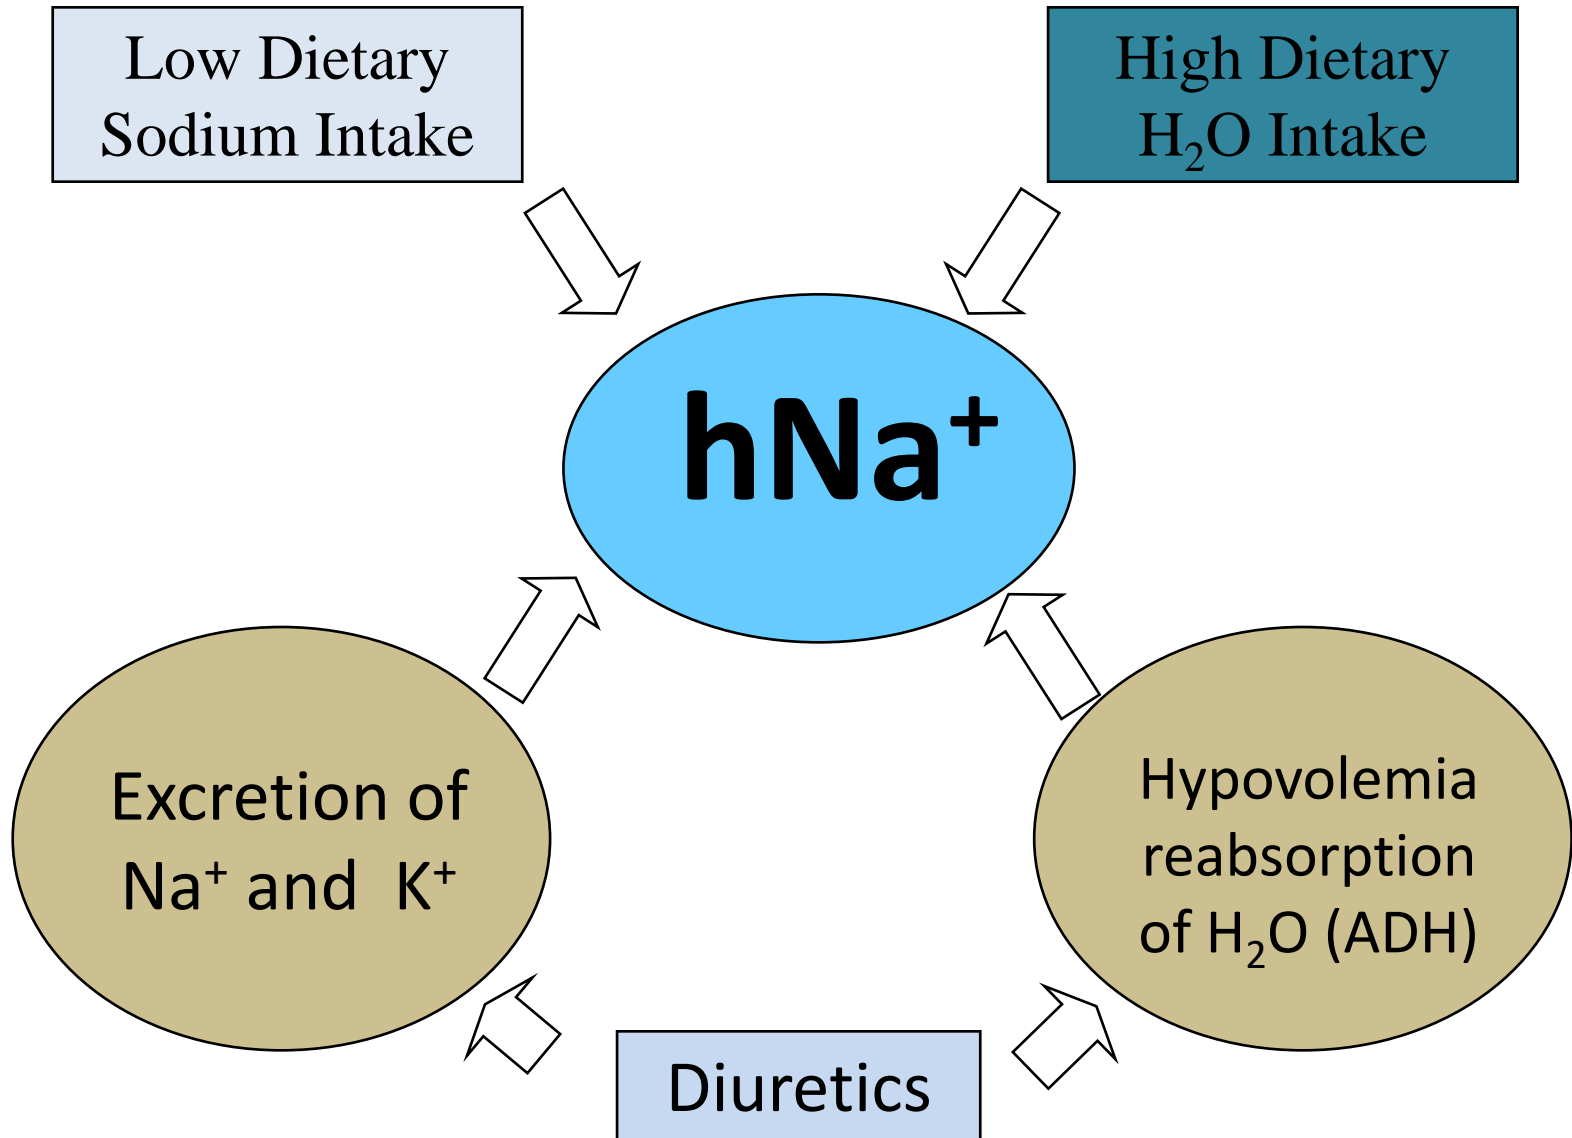 Low Dietary
Sodium Intake
High Dietary
H₂O Intake
hNa⁺
Excretion of
Na⁺ and K⁺
Hypovolemia
reabsorption
of H₂O (ADH)
Diuretics